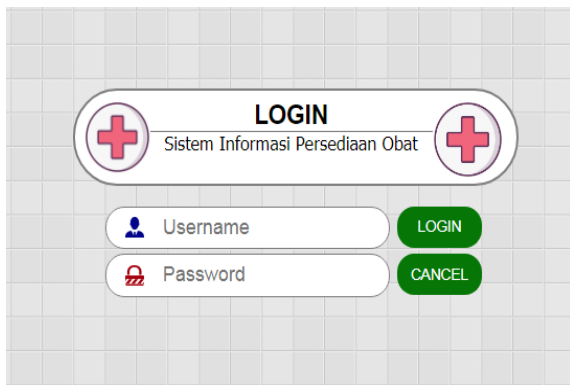 LOGIN
Sistem Informasi Persediaan Obat
Username
LOGIN
Password
CANCEL